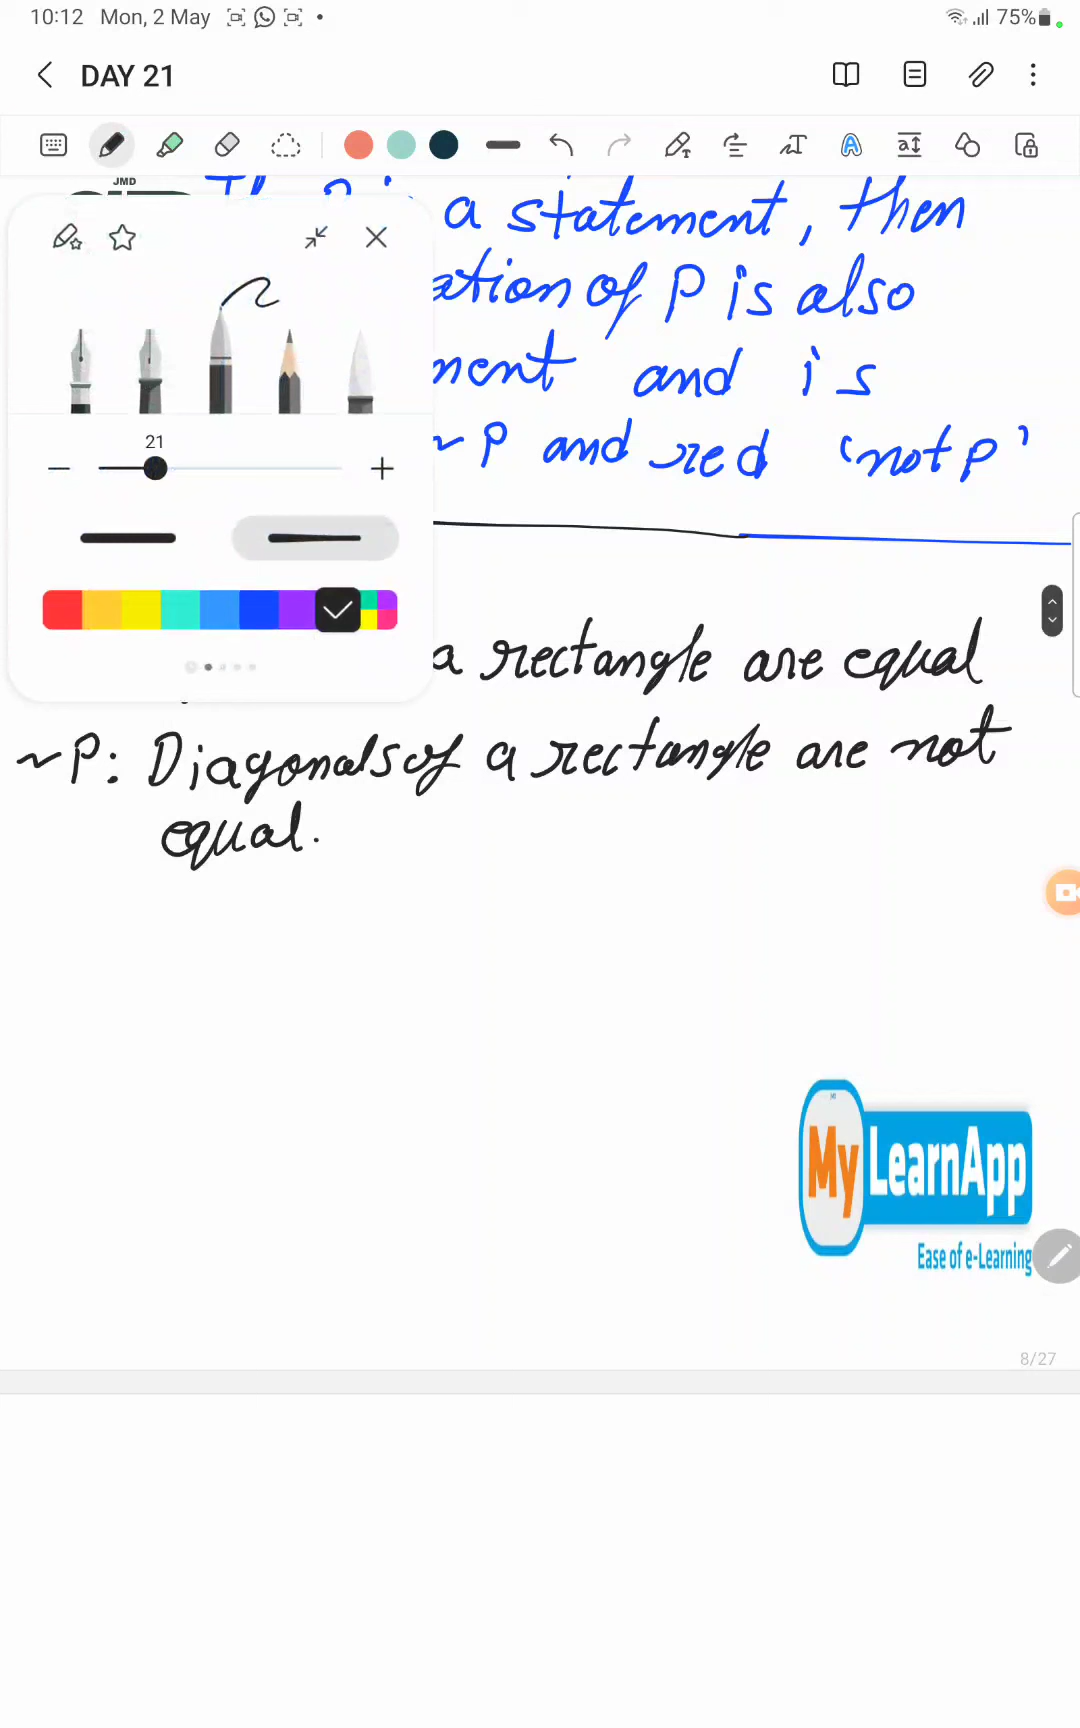 10:12 Mon, 2 May 75%
DAY 21
JMD
a statement, then
ation of P is also
ment and is
~P and red 'not P'
21
a rectangle are equal
~P: Diagonals of a rectangle are not
equal.
My LearnApp
Ease of e-Learning
8/27